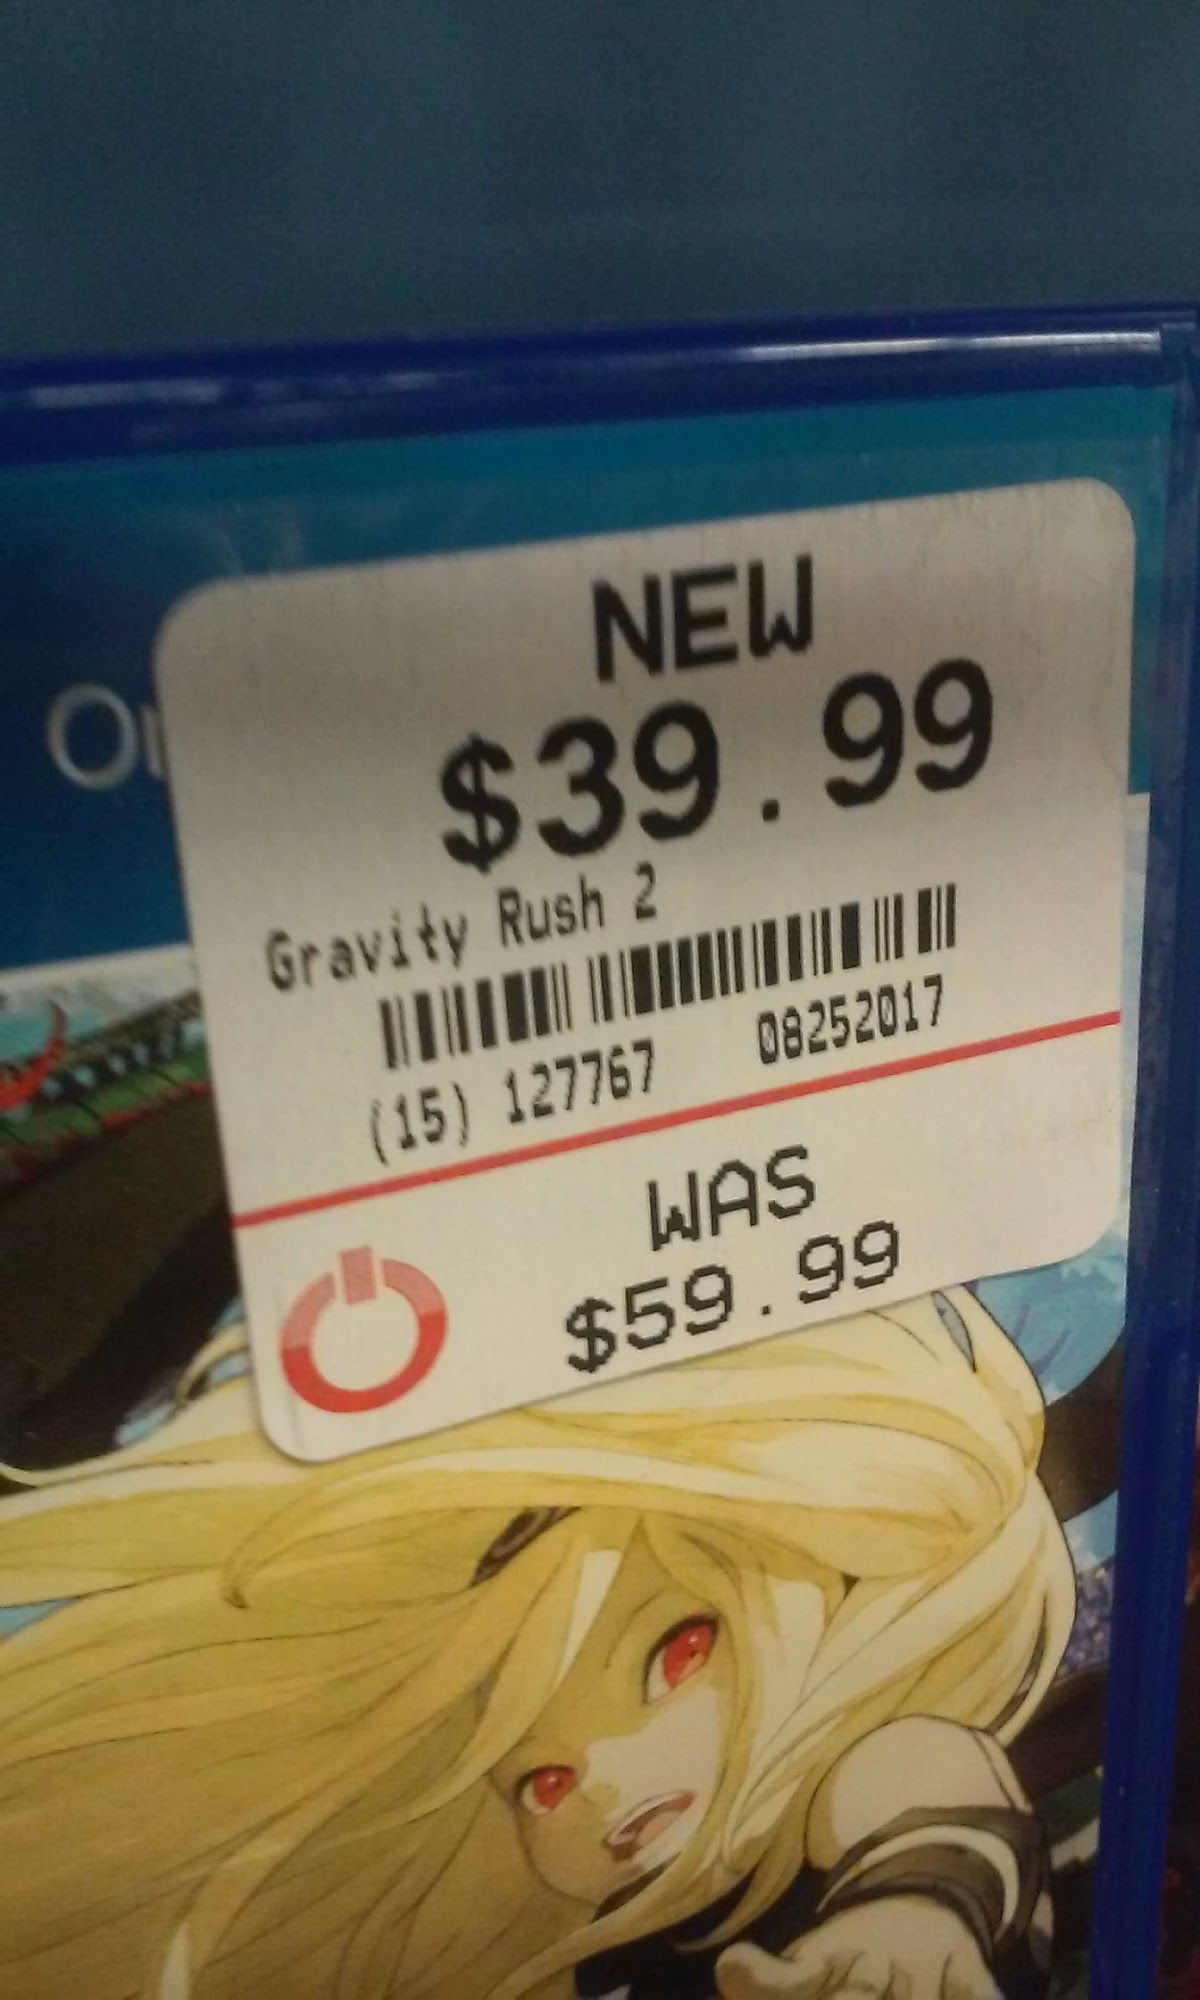 NEW
$39.99
Gravity Rush 2
(15) 127767 08252017
WAS
$59.99